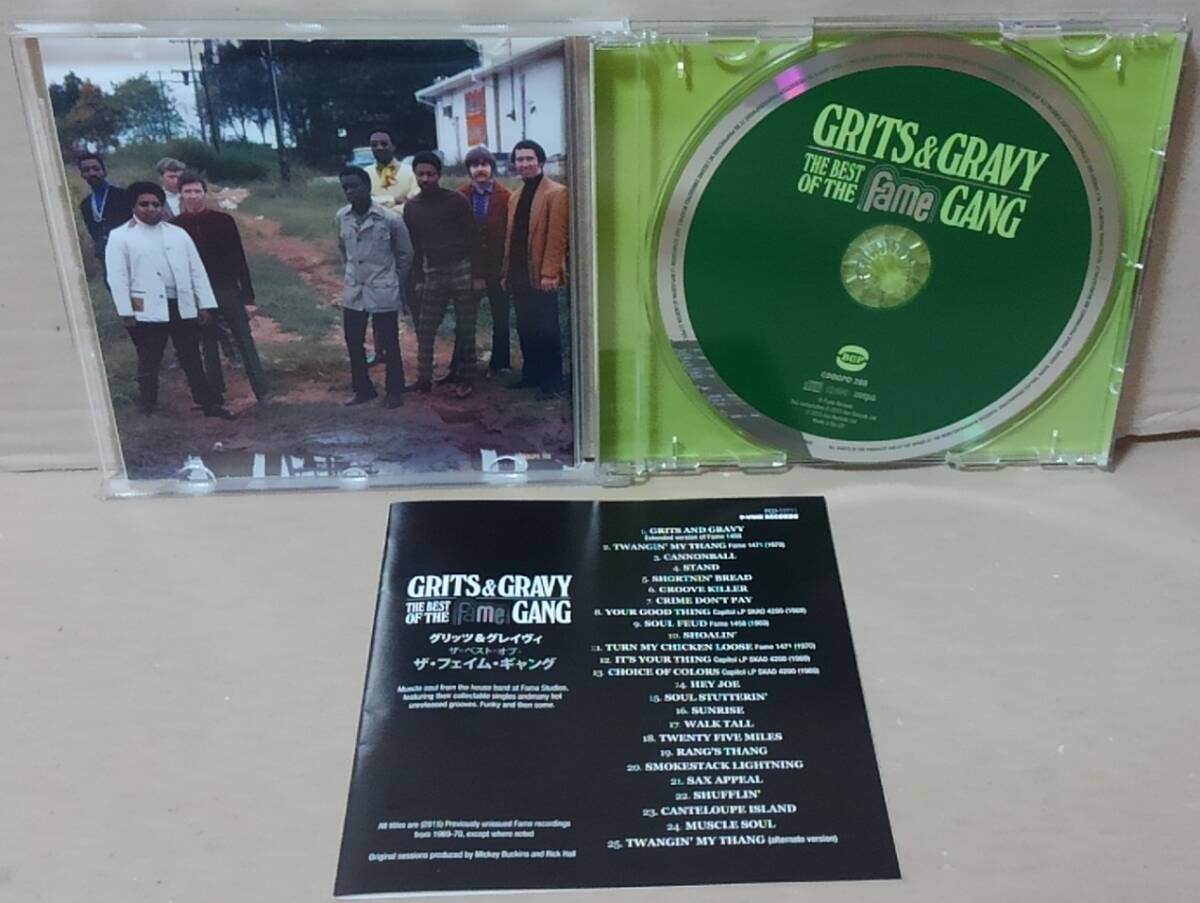 GRITS & GRAVY
THE BEST
OF THE fame GANG
BGP
CDBGPD 288
GRITS & GRAVY
THE BEST
OF THE fame GANG
グリッツ＆グレイヴィ
ザ・ベスト・オブ・
ザ・フェイム・ギャング
Muscle soul from the house band at Fame Studios,
featuring their collectable singles andmany hot
unreleased grooves. Funky and then some.
All titles are (2015) Previously unissued Fame recordings
from 1969-70, except where noted
Original sessions produced by Mickey Buckins and Rick Hall
P-VINE RECORDS
1. GRITS AND GRAVY
Extended version of Fame 1458
2. TWANGIN' MY THANG Fame 1471 (1970)
3. CANNONBALL
4. STAND
5. SHORTNIN' BREAD
6. GROOVE KILLER
7. CRIME DON'T PAY
8. YOUR GOOD THING Capitol LP SKAO 4200 (1969)
9. SOUL FEUD Fame 1458 (1969)
10. SHOALIN'
11. TURN MY CHICKEN LOOSE Fame 1471 (1970)
12. IT'S YOUR THING Capitol LP SKAO 4200 (1969)
13. CHOICE OF COLORS Capitol LP SKAO 4200 (1969)
14. HEY JOE
15. SOUL STUTTERIN'
16. SUNRISE
17. WALK TALL
18. TWENTY FIVE MILES
19. RANG'S THANG
20. SMOKESTACK LIGHTNING
21. SAX APPEAL
22. SHUFFLIN'
23. CANTELOUPE ISLAND
24. MUSCLE SOUL
25. TWANGIN' MY THANG (alternate version)